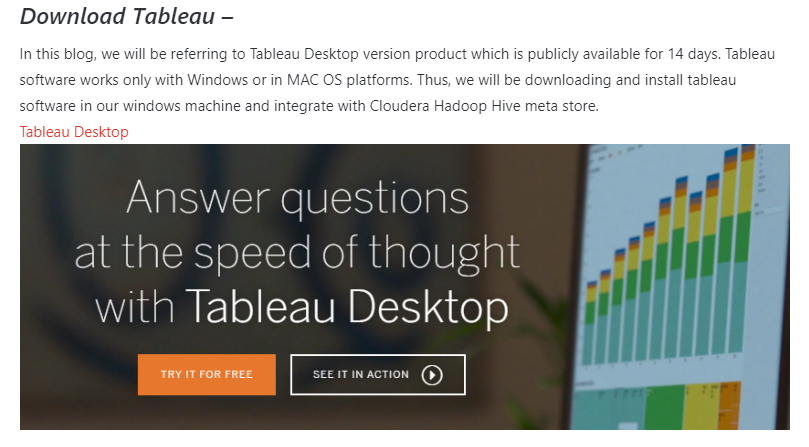 Download Tableau –
In this blog, we will be referring to Tableau Desktop version product which is publicly available for 14 days. Tableau
software works only with Windows or in MAC OS platforms. Thus, we will be downloading and install tableau
software in our windows machine and integrate with Cloudera Hadoop Hive meta store.
Tableau Desktop
Answer questions
at the speed of thought
with Tableau Desktop
TRY IT FOR FREE
SEE IT IN ACTION